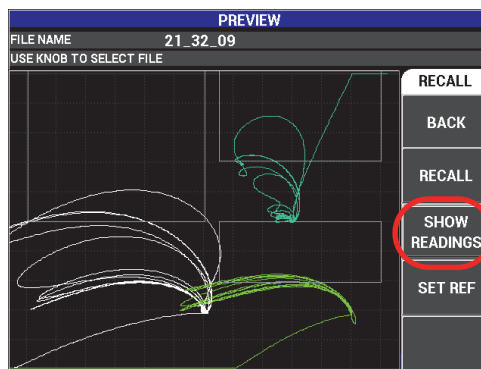 PREVIEW
FILE NAME 21_32_09
USE KNOB TO SELECT FILE
RECALL
BACK
RECALL
SHOW
READINGS
SET REF